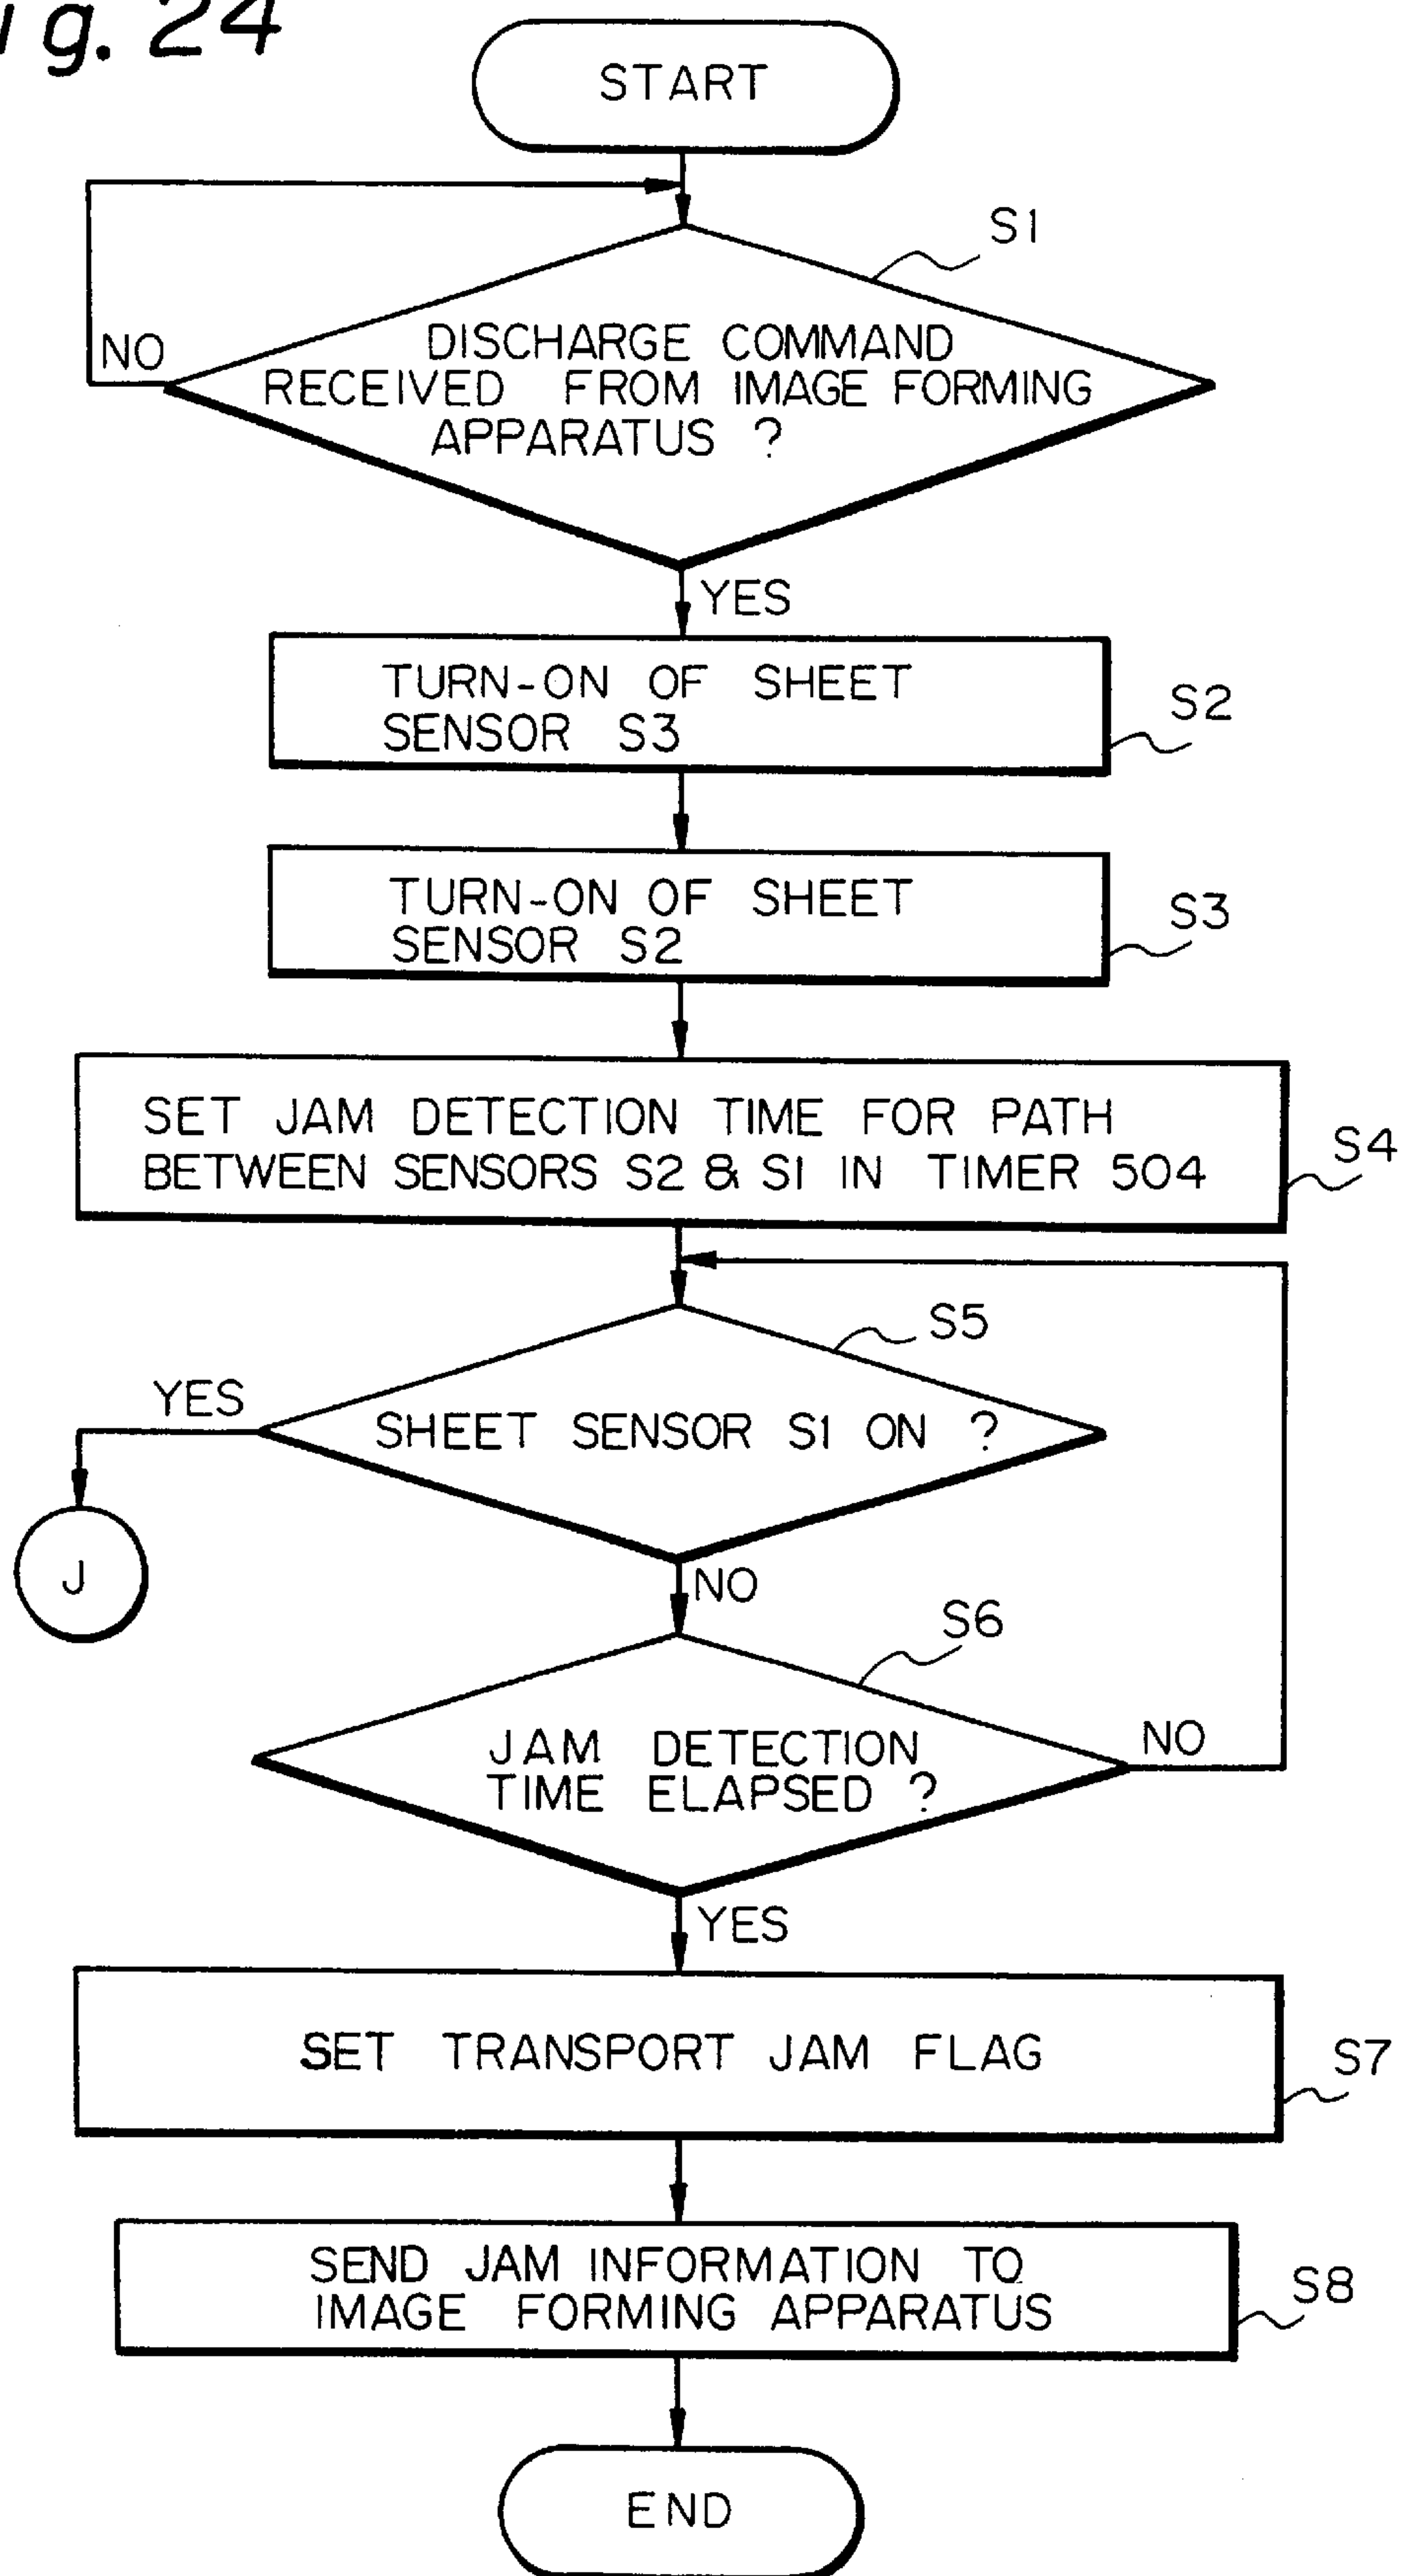 ig. 24
START
S1
NO
DISCHARGE COMMAND
RECEIVED FROM IMAGE FORMING
APPARATUS ?
YES
TURN-ON OF SHEET
SENSOR S3
S2
TURN-ON OF SHEET
SENSOR S2
S3
SET JAM DETECTION TIME FOR PATH
BETWEEN SENSORS S2 & S1 IN TIMER 504
S4
S5
YES
SHEET SENSOR S1 ON ?
J
NO
S6
JAM DETECTION
TIME ELAPSED ?
NO
YES
SET TRANSPORT JAM FLAG
S7
SEND JAM INFORMATION TO
IMAGE FORMING APPARATUS
S8
END